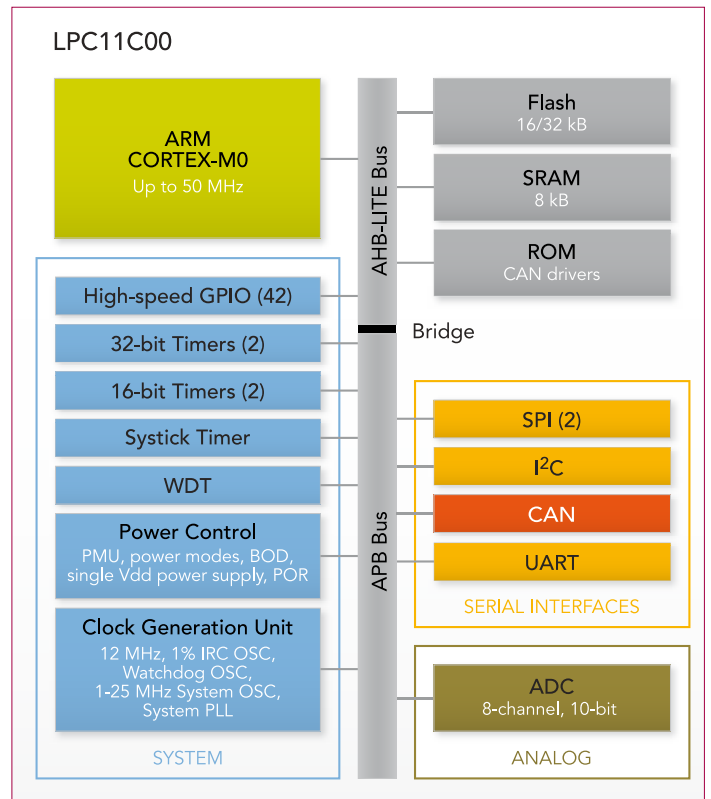 LPC11C00
ARM
CORTEX-M0
Up to 50 MHz
AHB-LITE Bus
Flash
16/32 kB
SRAM
8 kB
ROM
CAN drivers
Bridge
High-speed GPIO (42)
32-bit Timers (2)
16-bit Timers (2)
Systick Timer
WDT
Power Control
PMU, power modes, BOD,
single Vdd power supply, POR
Clock Generation Unit
12 MHz, 1% IRC OSC,
Watchdog OSC,
1-25 MHz System OSC,
System PLL
SYSTEM
APB Bus
SPI (2)
I²C
CAN
UART
SERIAL INTERFACES
ADC
8-channel, 10-bit
ANALOG